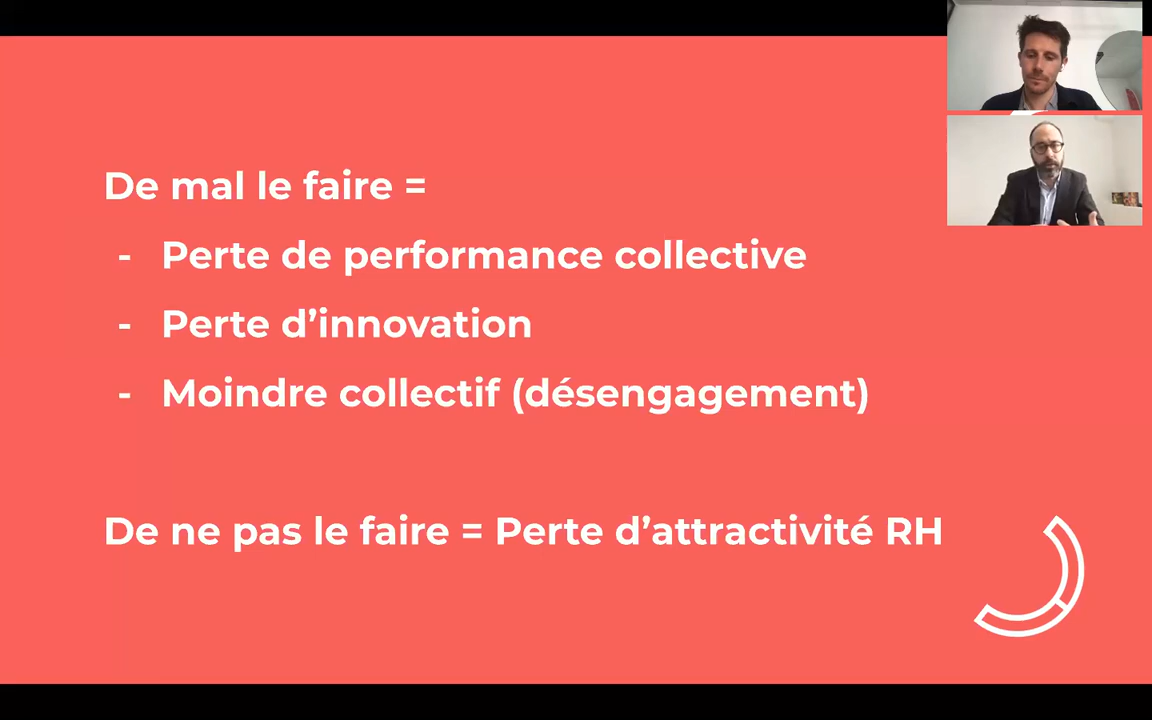 De mal le faire =
- Perte de performance collective
- Perte d’innovation
- Moindre collectif (désengagement)
De ne pas le faire = Perte d’attractivité RH